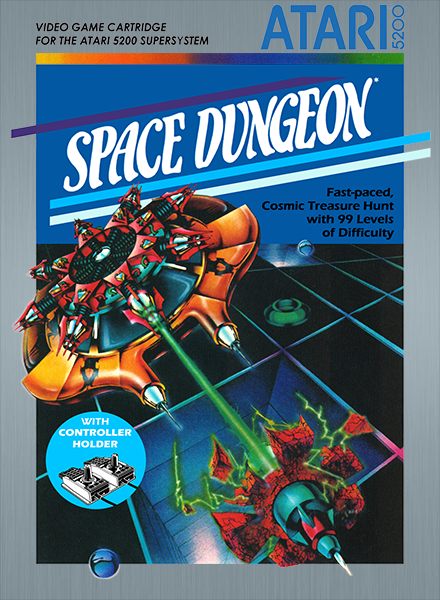 VIDEO GAME CARTRIDGE
FOR THE ATARI 5200 SUPERSYSTEM
ATARI
5200
SPACE DUNGEON*
Fast-paced,
Cosmic Treasure Hunt
with 99 Levels
of Difficulty
WITH
CONTROLLER
HOLDER